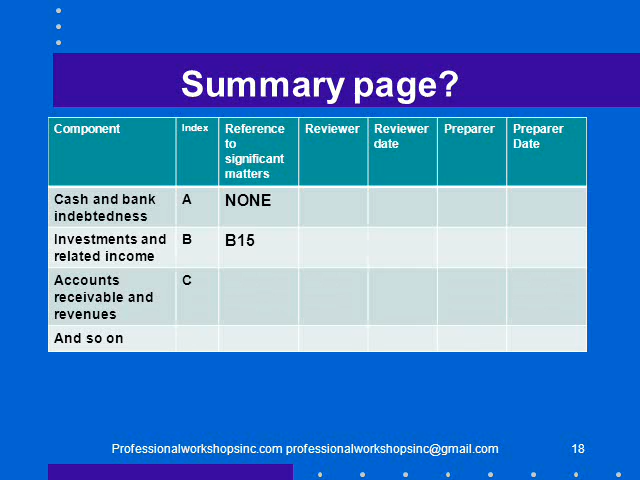 Summary page?
Component Index Reference to significant matters Reviewer Reviewer date Preparer Preparer Date
Cash and bank indebtedness A NONE
Investments and related income B B15
Accounts receivable and revenues C
And so on
Professionalworkshopsinc.com professionalworkshopsinc@gmail.com 18